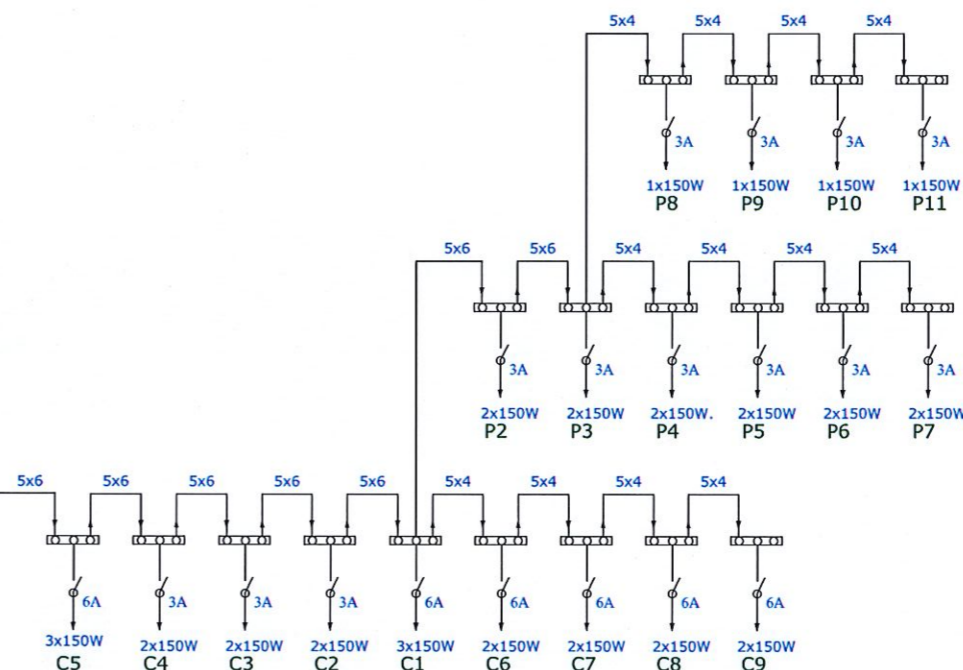 5x4 5x4 5x4 5x4
3A 3A 3A 3A
1x150W 1x150W 1x150W 1x150W
P8 P9 P10 P11
5x6 5x6 5x4 5x4 5x4 5x4
3A 3A 3A 3A 3A 3A
2x150W 2x150W 2x150W. 2x150W 2x150W 2x150W
P2 P3 P4 P5 P6 P7
5x6 5x6 5x6 5x6 5x6 5x4 5x4 5x4 5x4
6A 3A 3A 3A 6A 6A 6A 6A 6A
3x150W 2x150W 2x150W 2x150W 3x150W 2x150W 2x150W 2x150W 2x150W
C5 C4 C3 C2 C1 C6 C7 C8 C9